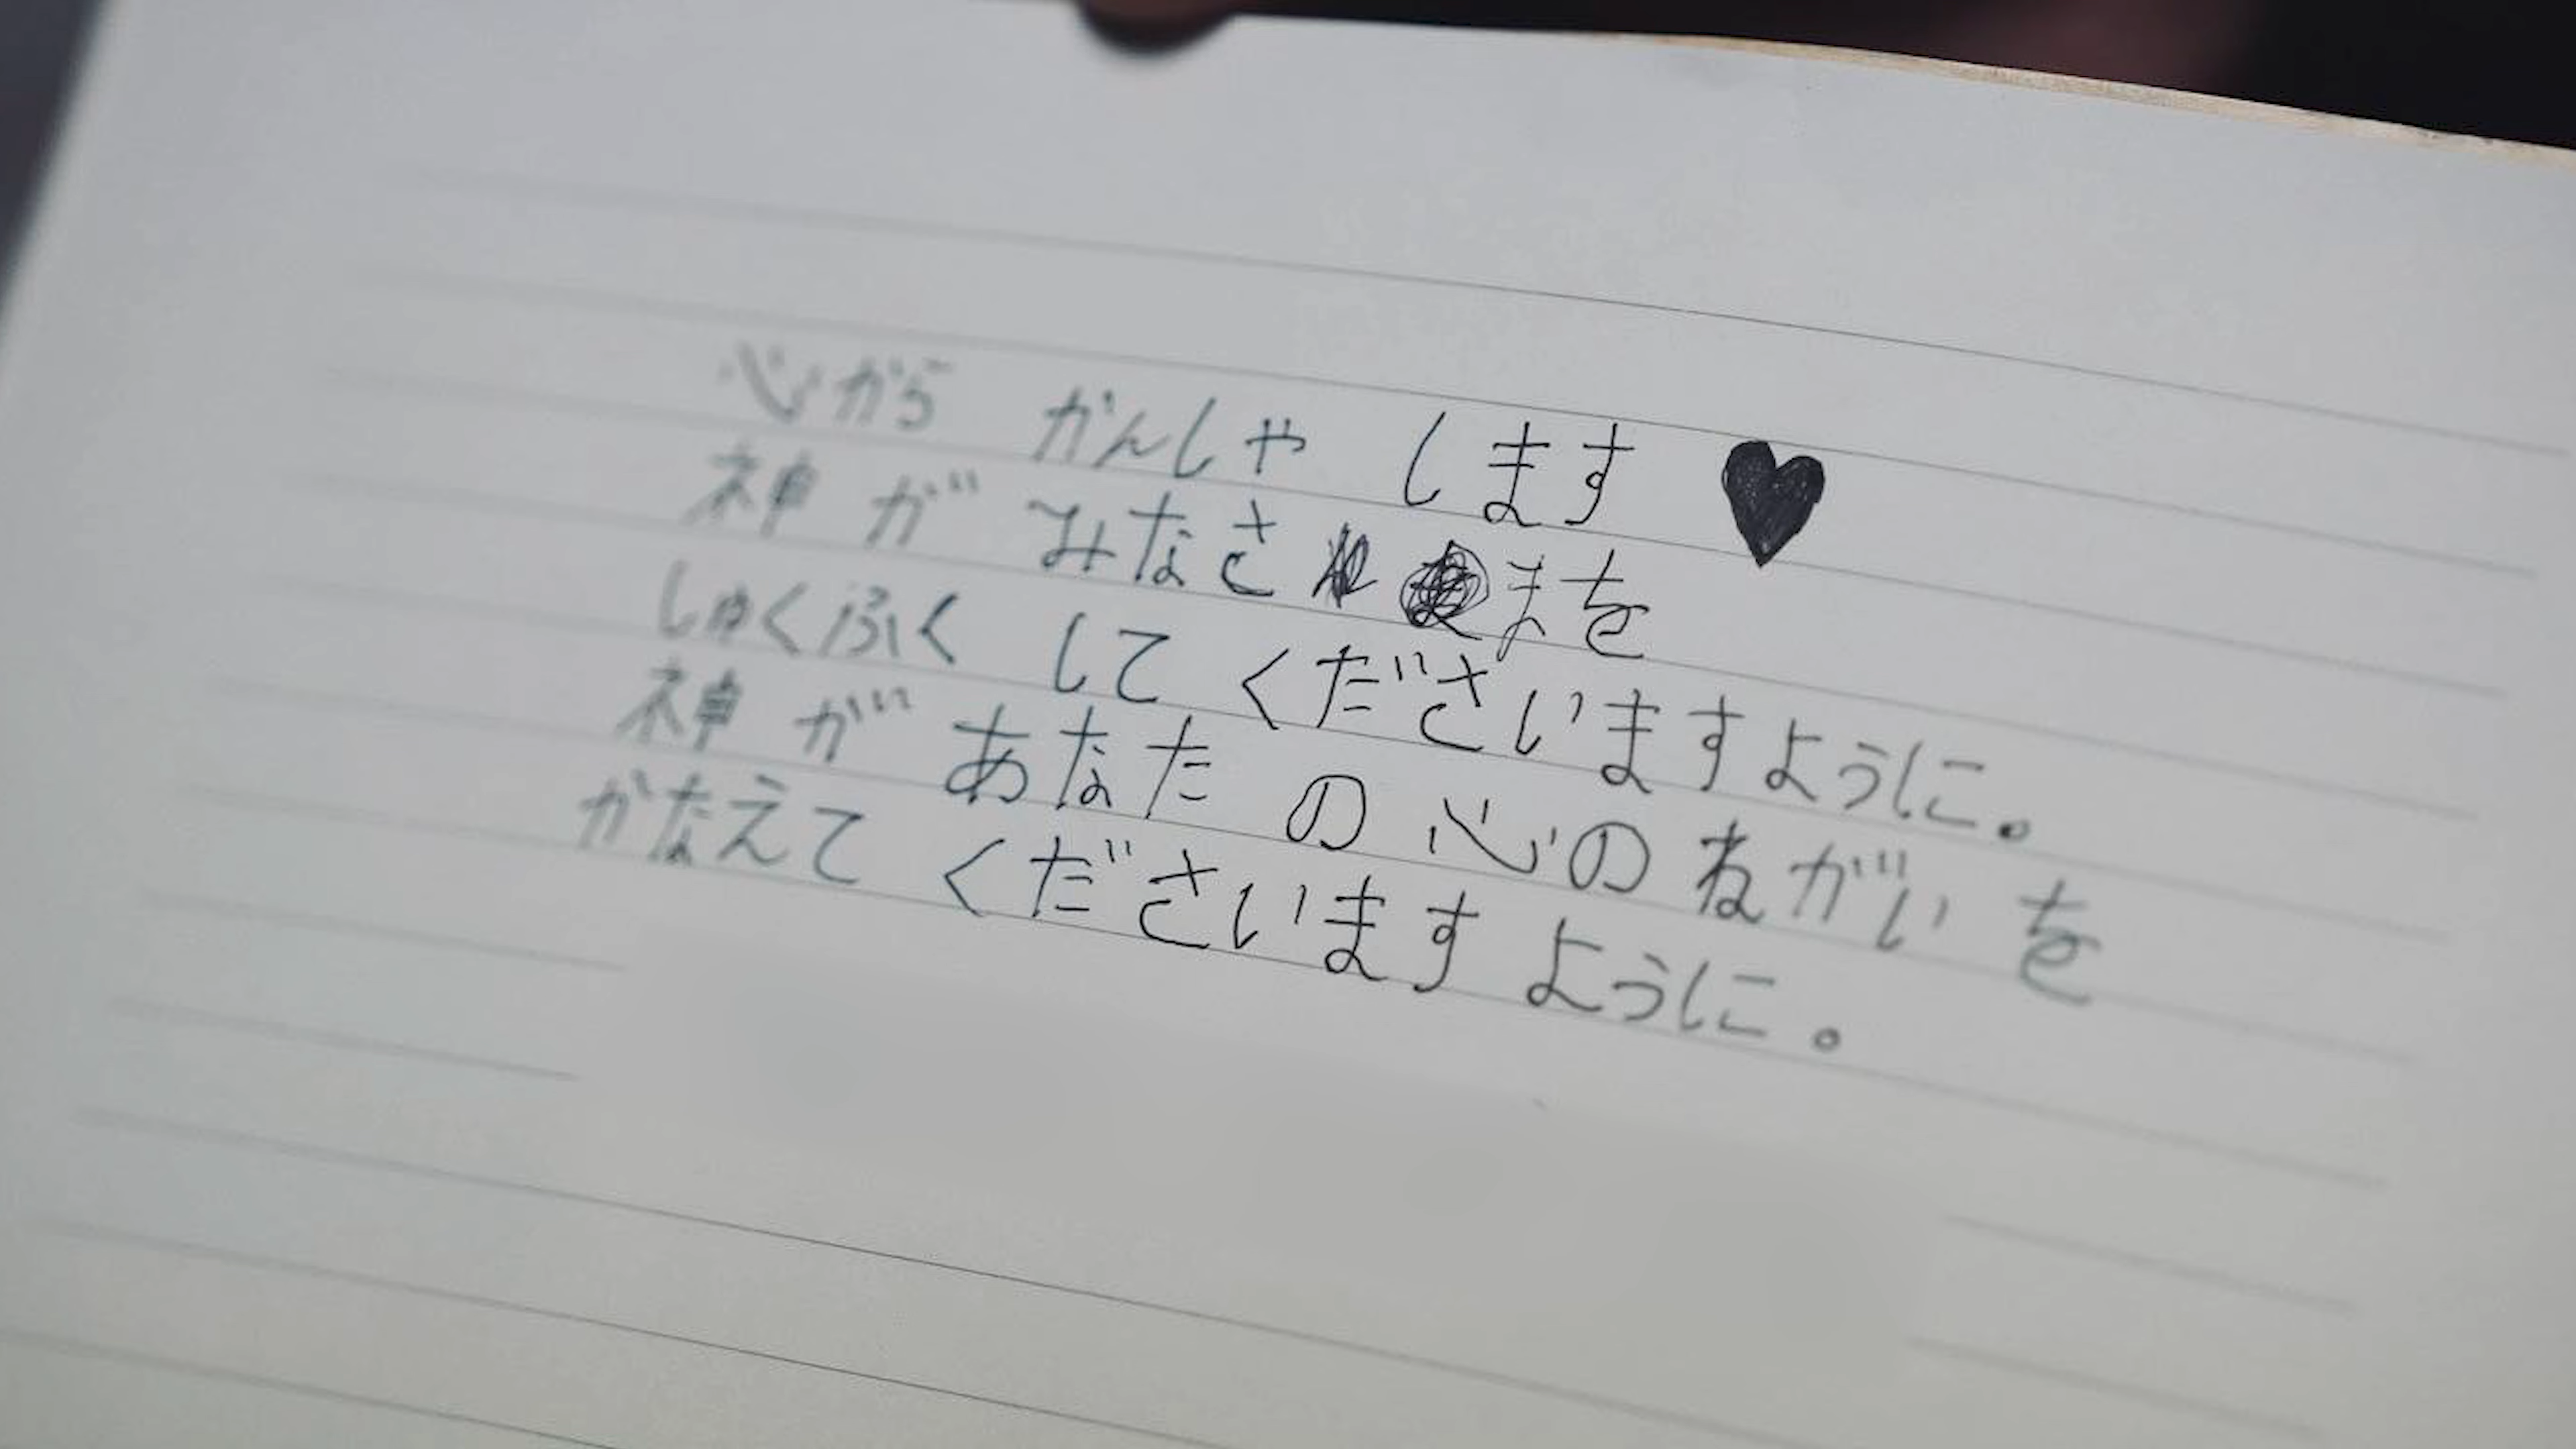 心から かんしゃ します ♥
神 が みなさ まを
しゅくふく して くださいますように。
神 が あなた の 心の ねがい を
かなえて くださいます ように。